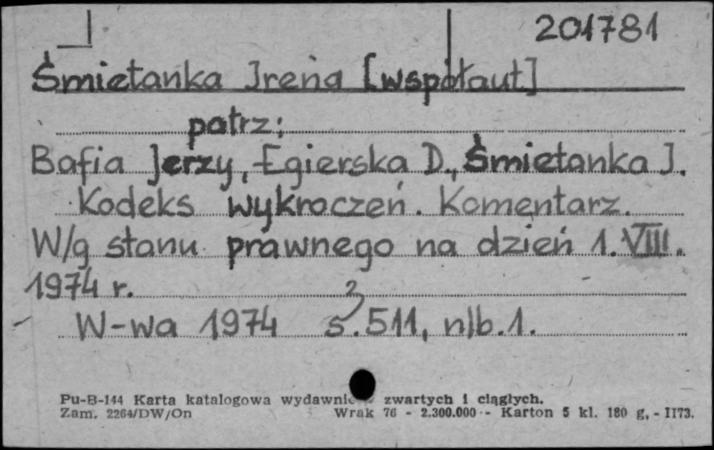 201781
Śmietanka Irena [współaut]
patrz:
Bafia Jerzy, Egierska D., Śmietanka I.
Kodeks wykroczeń. Komentarz.
W/g stanu prawnego na dzień 1.VIII.
1974 r.
W-wa 1974 s.511, nlb.1.
Pu-B-144 Karta katalogowa zwartych i ciągłych.
Zam. 2264/DW/On Wrak 76 - 2.300.000 - Karton 5 kl. 180 g, - II73.